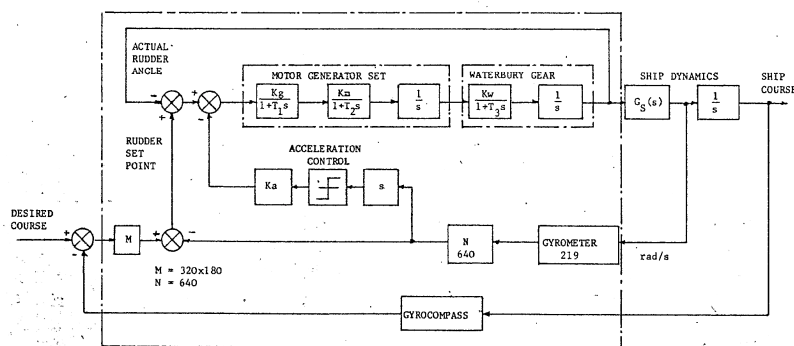 ACTUAL
RUDDER
ANGLE
MOTOR GENERATOR SET
WATERBURY GEAR
SHIP DYNAMICS
SHIP
COURSE
Kg
1+T₁s
Km
1+T₂s
1
s
Kw
1+T₃s
1
s
G_S(s)
1
s
RUDDER
SET
POINT
ACCELERATION
CONTROL
Ka
s
DESIRED
COURSE
M
N
640
GYROMETER
219
rad/s
M = 320x180
N = 640
GYROCOMPASS